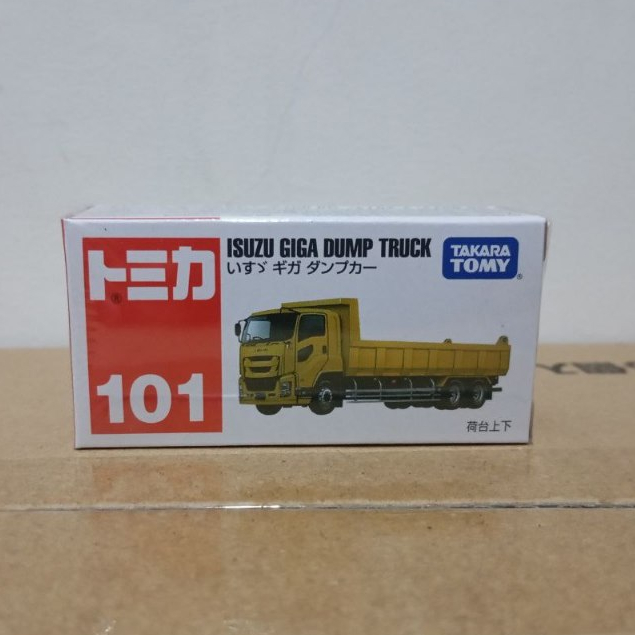 トミカ®
101
ISUZU GIGA DUMP TRUCK
いすゞ ギガ ダンプカー
TAKARA
TOMY®
荷台上下